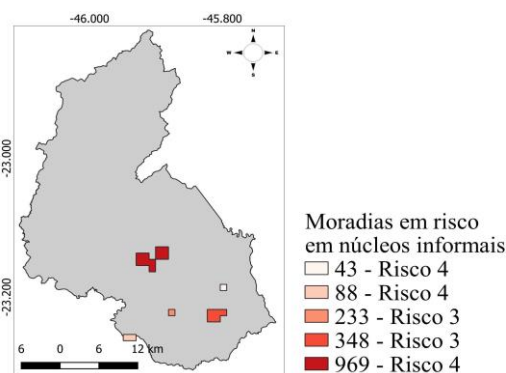 -46.000
-45.800
N
W
E
S
-23.000
-23.200
6 0 6 12 km
Moradias em risco
em núcleos informais
43 - Risco 4
88 - Risco 4
233 - Risco 3
348 - Risco 3
969 - Risco 4